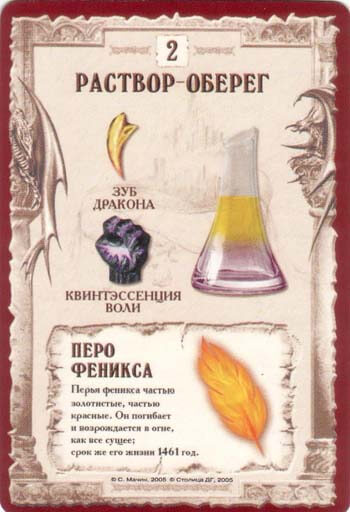 2
РАСТВОР-ОБЕРЕГ
ЗУБ
ДРАКОНА
КВИНТЭССЕНЦИЯ
ВОЛИ
ПЕРО
ФЕНИКСА
Перья феникса частью
золотистые, частью
красные. Он погибает
и возрождается в огне,
как все сущее;
срок же его жизни 1461 год.
© С. Мачин, 2005 © Столица ДГ, 2005